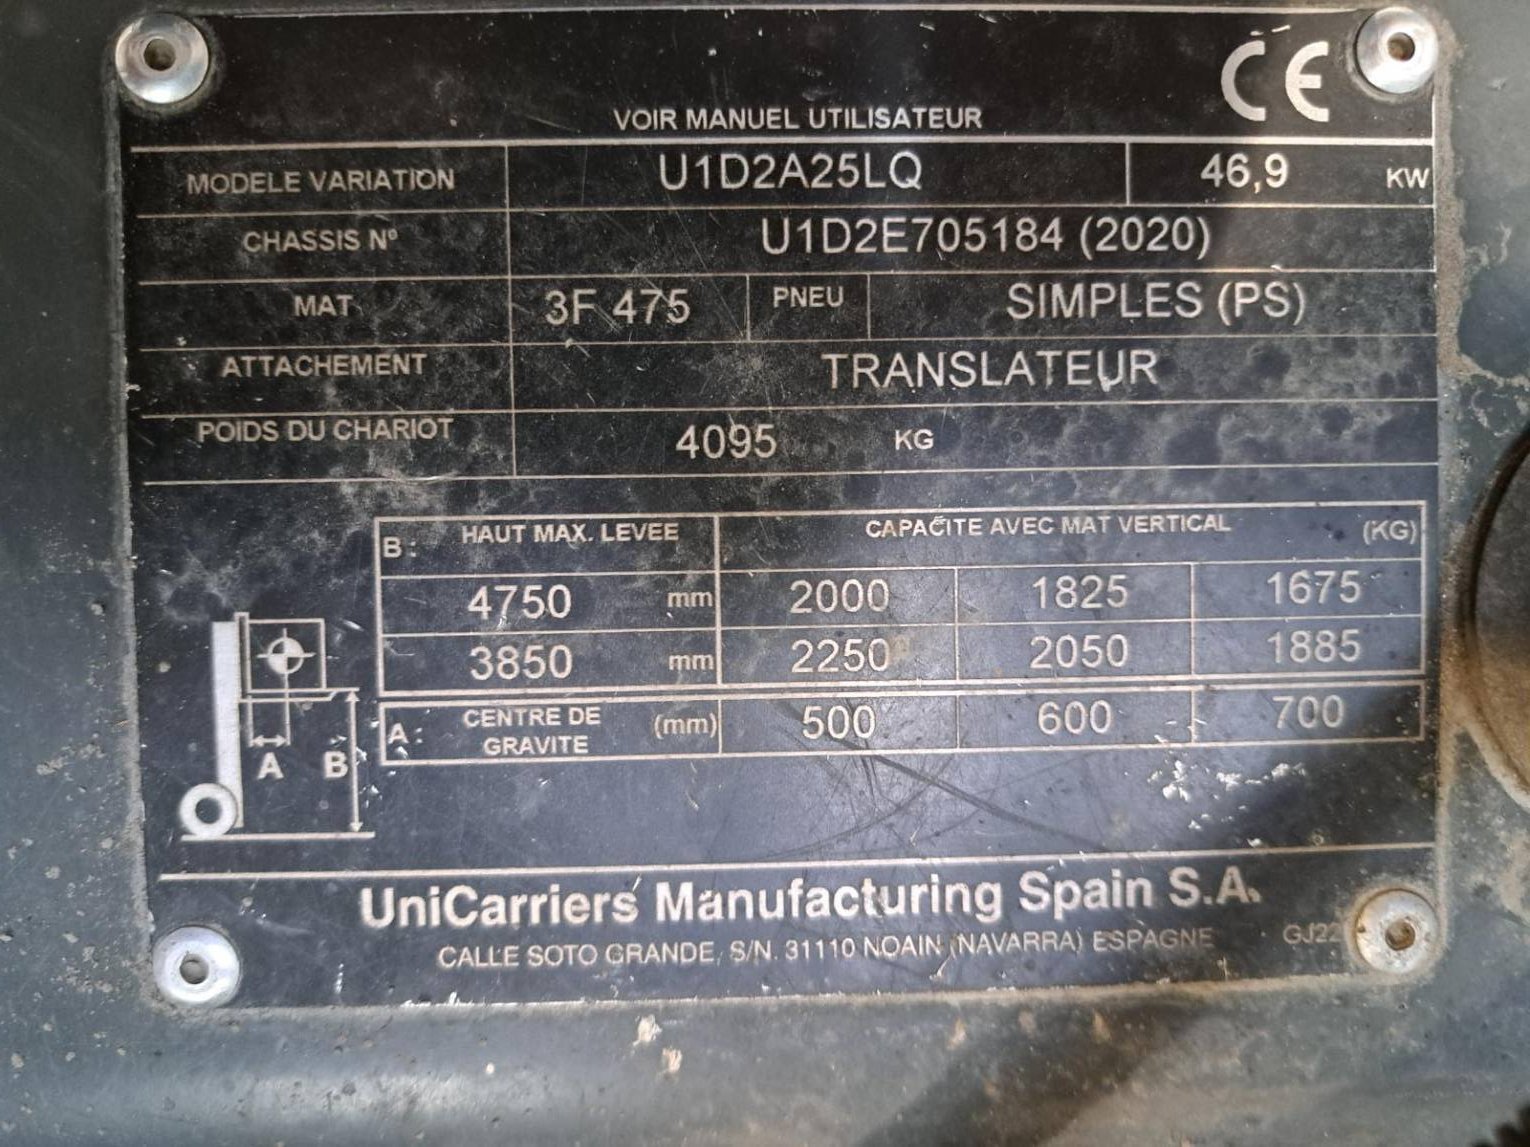 CE
VOIR MANUEL UTILISATEUR
MODELE VARIATION U1D2A25LQ 46,9 KW
CHASSIS Nº U1D2E705184 (2020)
MAT 3F 475 PNEU SIMPLES (PS)
ATTACHEMENT TRANSLATEUR
POIDS DU CHARIOT 4095 KG
B: HAUT MAX. LEVEE CAPACITE AVEC MAT VERTICAL (KG)
4750 mm 2000 1825 1675
3850 mm 2250 2050 1885
A: CENTRE DE GRAVITE (mm) 500 600 700
A B
UniCarriers Manufacturing Spain S.A.
CALLE SOTO GRANDE, S/N. 31110 NOAIN (NAVARRA) ESPAGNE